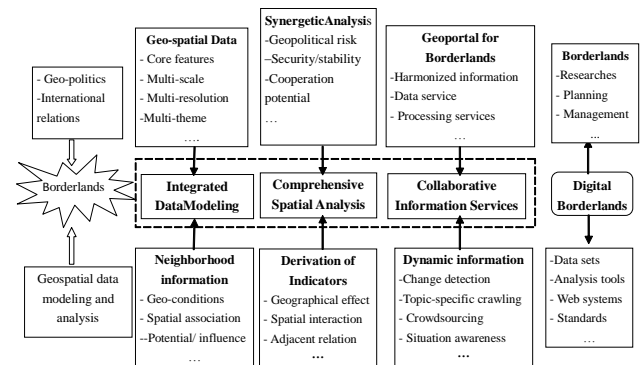 - Geo-politics
-International
relations
Borderlands
Geospatial data
modeling and
analysis
Geo-spatial Data
- Core features
- Multi-scale
- Multi-resolution
-Multi-theme
….
SynergeticAnalysis
-Geopolitical risk
–Security/stability
-Cooperation
potential
…
Geoportal for
Borderlands
-Harmonized information
-Data service
- Processing services
…
Integrated
DataModeling
Comprehensive
Spatial Analysis
Collaborative
Information Services
Neighborhood
information
- Geo-conditions
- Spatial association
--Potential/ influence
…
Derivation of
Indicators
- Geographical effect
- Spatial interaction
- Adjacent relation
…
Dynamic information
-Change detection
-Topic-specific crawling
- Crowdsourcing
- Situation awareness
…
Borderlands
-Researches
- Planning
- Management
...
Digital
Borderlands
-Data sets
-Analysis tools
- Web systems
- Standards
…